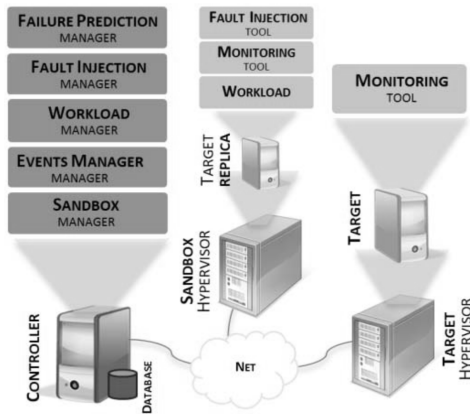 FAILURE PREDICTION
MANAGER
FAULT INJECTION
MANAGER
WORKLOAD
MANAGER
EVENTS MANAGER
MANAGER
SANDBOX
MANAGER
CONTROLLER
DATABASE
FAULT INJECTION
TOOL
MONITORING
TOOL
WORKLOAD
TARGET
REPLICA
SANDBOX
HYPERVISOR
NET
MONITORING
TOOL
TARGET
TARGET
HYPERVISOR